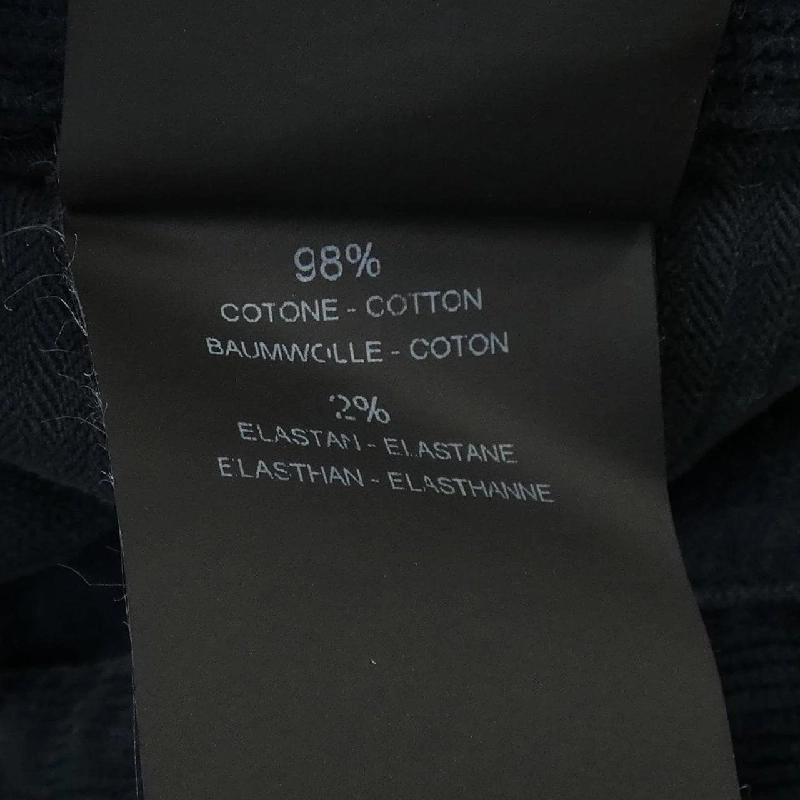 98%
COTONE - COTTON
BAUMWOLLE - COTON
2%
ELASTAN - ELASTANE
ELASTHAN - ELASTHANNE